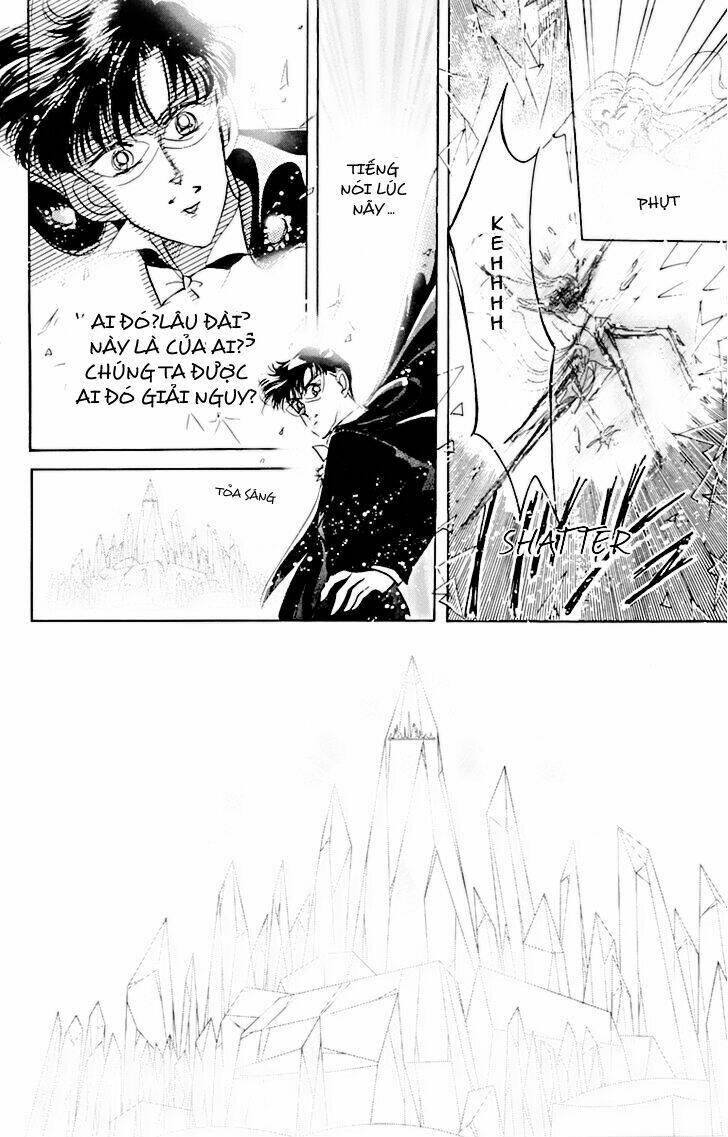 PHỤT
KEHHHH
SHATTER
TIẾNG
NÓI LÚC
NÃY ...
AI ĐÓ? LÂU ĐÀI
NÀY LÀ CỦA AI?
CHÚNG TA ĐƯỢC
AI ĐÓ GIẢI NGUY?
TỎA SÁNG